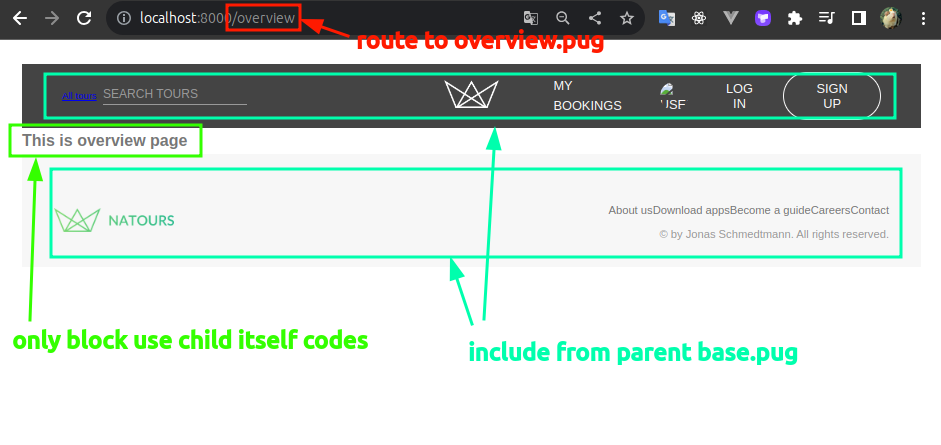 localhost:8000/overview
route to overview.pug
All tours
SEARCH TOURS
MY
BOOKINGS
LOG
IN
SIGN
UP
This is overview page
NATOURS
About usDownload appsBecome a guideCareersContact
© by Jonas Schmedtmann. All rights reserved.
only block use child itself codes
include from parent base.pug